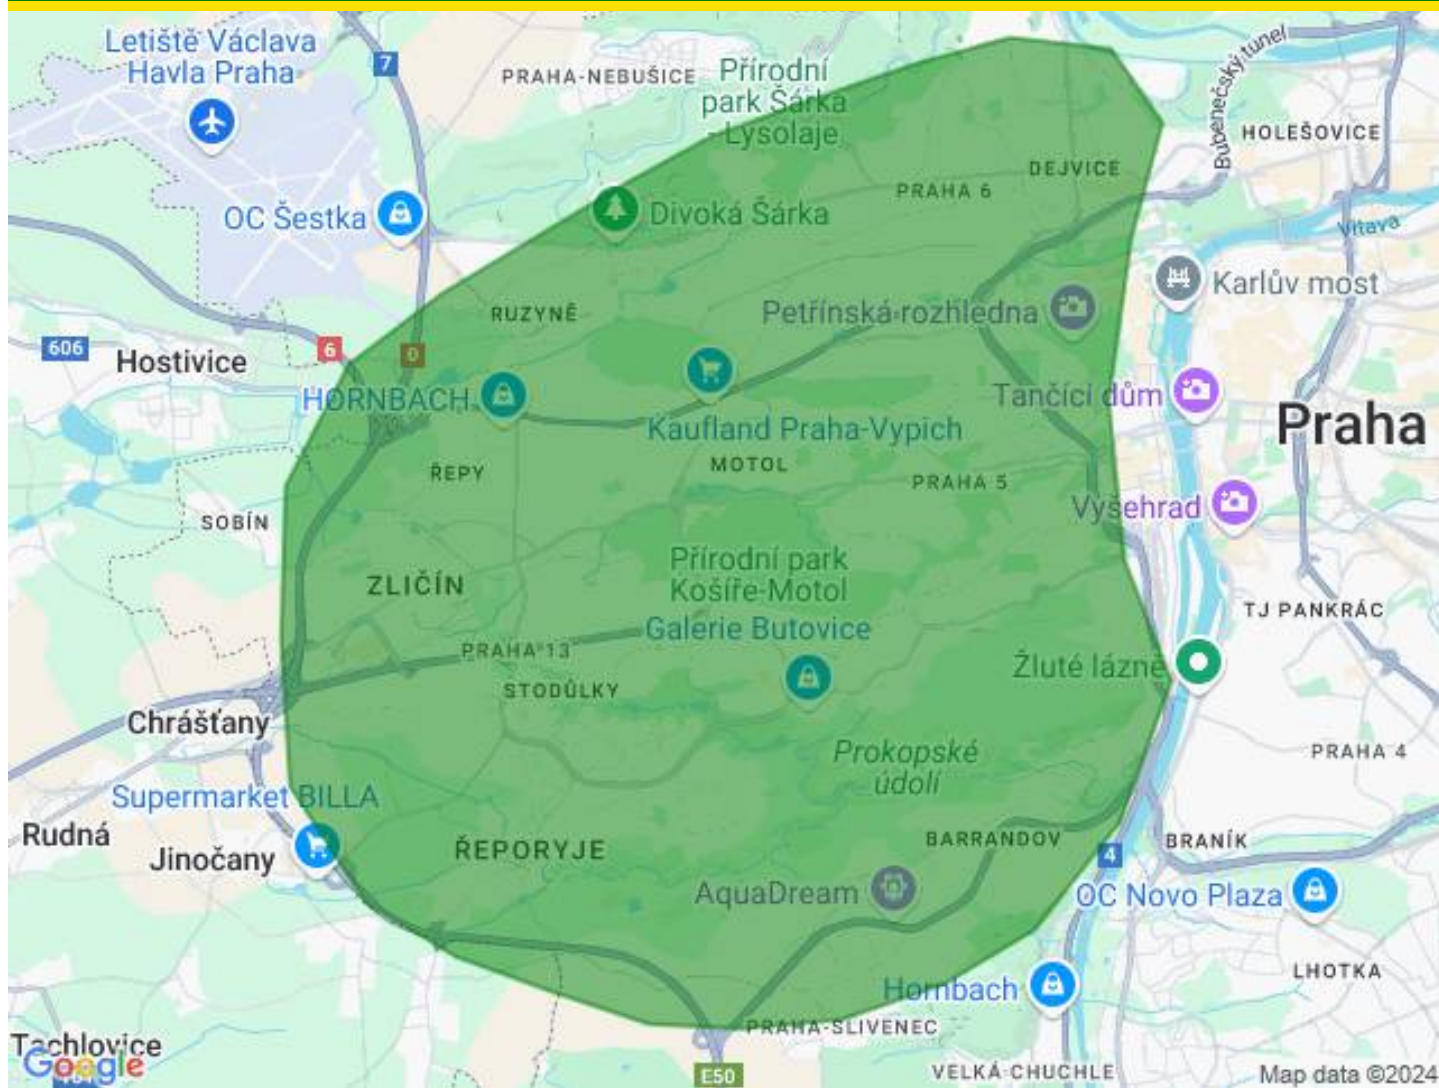 Letiště Václava
Havla Praha
7
PRAHA-NEBUŠICE
Přírodní
park Šárka
-Lysolaje
Bubenečský tunel
HOLEŠOVICE
DEJVICE
PRAHA 6
OC Šestka
Divoká Šárka
Vltava
Karlův most
RUZYNĚ
Petřínská rozhledna
606
Hostivice
6
0
HORNBACH
Tančící dům
Praha
Kaufland Praha-Vypich
ŘEPY
MOTOL
PRAHA 5
SOBÍN
Vyšehrad
Přírodní park
Košíře-Motol
ZLIČÍN
TJ PANKRÁC
Galerie Butovice
PRAHA 13
Žluté lázně
STODŮLKY
Chrášťany
Prokopské
údolí
PRAHA 4
Supermarket BILLA
Rudná
Jinočany
ŘEPORYJE
BARRANDOV
4
BRANÍK
AquaDream
OC Novo Plaza
LHOTKA
Hornbach
PRAHA-SLIVENEC
Tachlovice
Google
E50
VELKÁ CHUCHLE
Map data ©2024